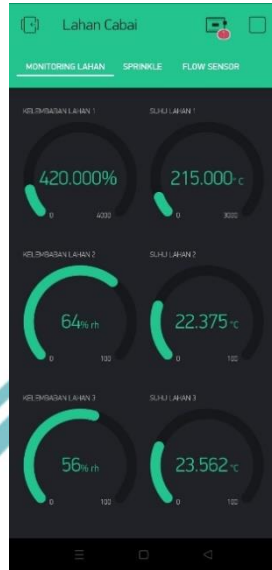 Lahan Cabai
MONITORING LAHAN SPRINKLE FLOW SENSOR
KELEMBABAN LAHAN 1 SUHU LAHAN 1
420.000% 215.000°C
0 4000 0 3000
KELEMBABAN LAHAN 2 SUHU LAHAN 2
64% rh 22.375 °C
0 100 0 100
KELEMBABAN LAHAN 3 SUHU LAHAN 3
56% rh 23.562 °C
0 100 0 100